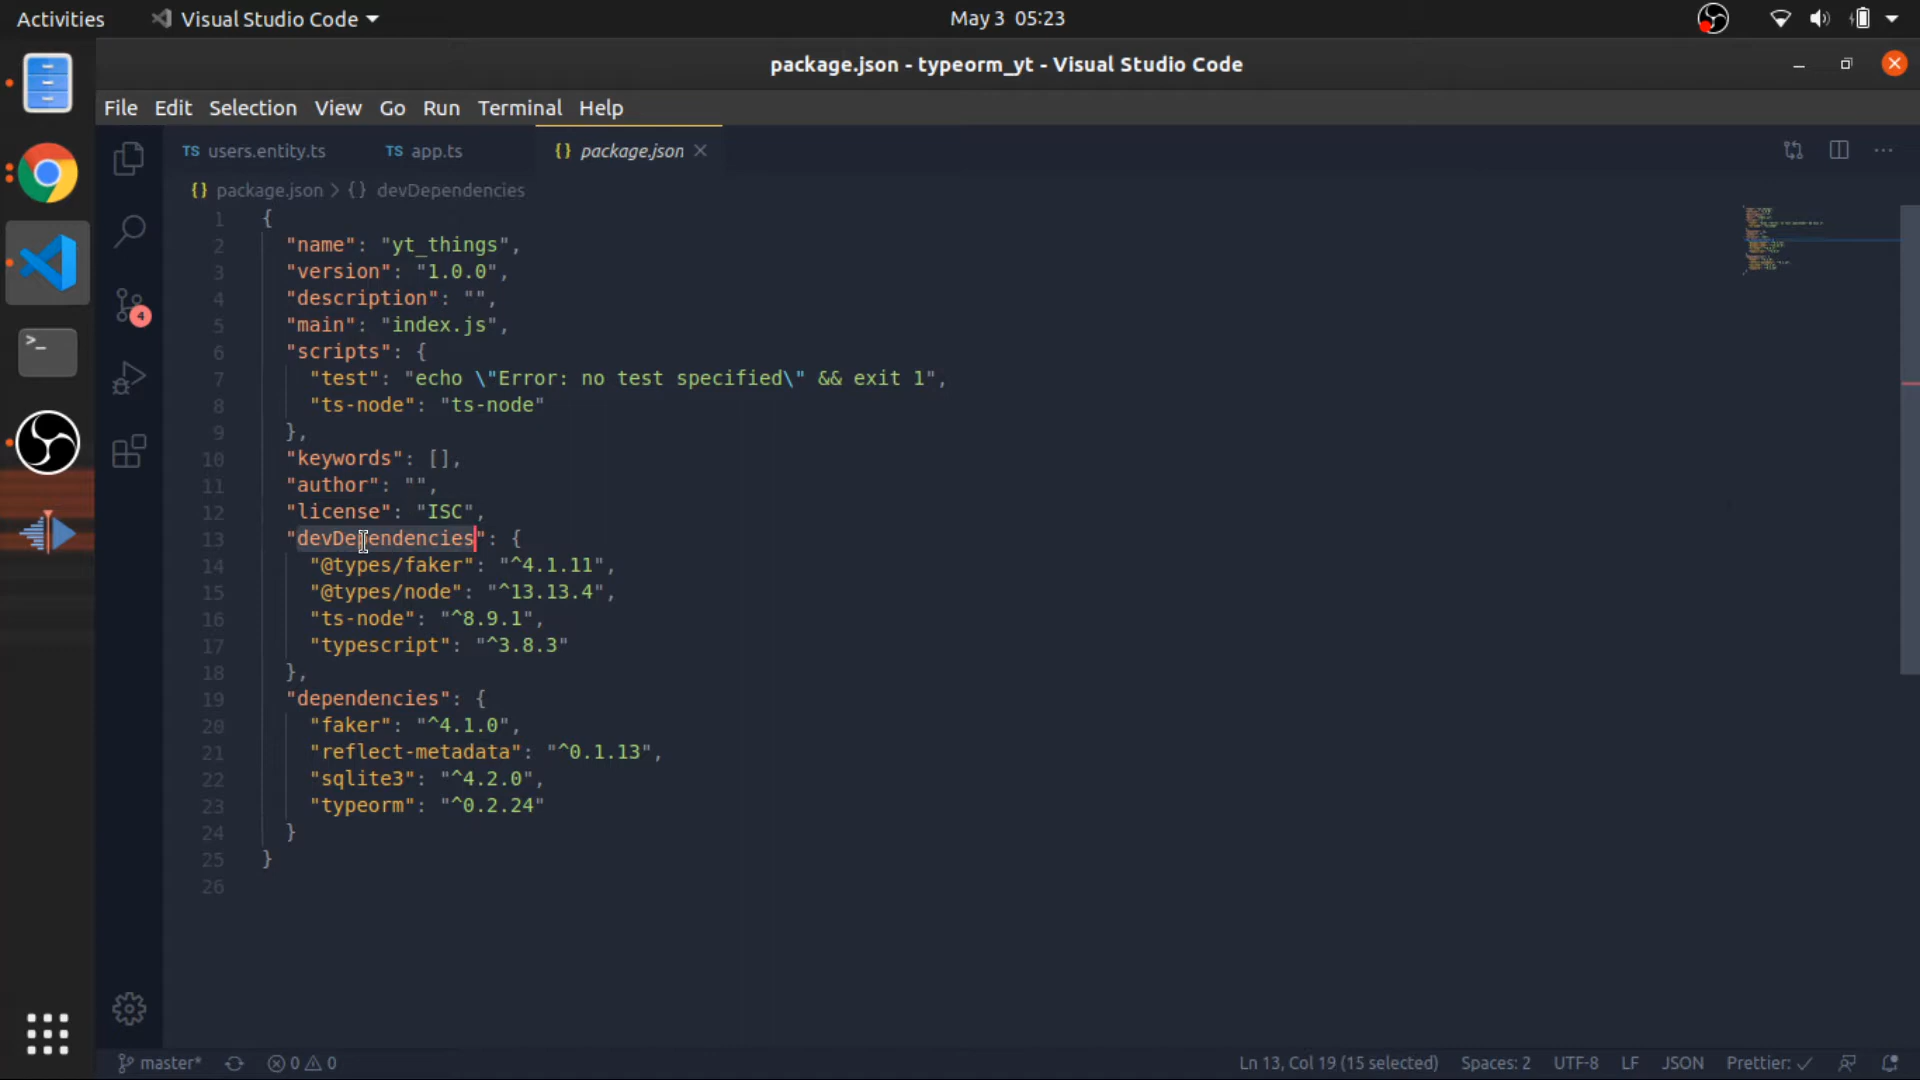 Activities Visual Studio Code May 3 05:23
package.json - typeorm_yt - Visual Studio Code
File Edit Selection View Go Run Terminal Help
TS users.entity.ts TS app.ts {} package.json
{} package.json > {} devDependencies
1 {
2 "name": "yt_things",
3 "version": "1.0.0",
4 "description": "",
5 "main": "index.js",
6 "scripts": {
7 "test": "echo \"Error: no test specified\" && exit 1",
8 "ts-node": "ts-node"
9 },
10 "keywords": [],
11 "author": "",
12 "license": "ISC",
13 "devDependencies": {
14 "@types/faker": "^4.1.11",
15 "@types/node": "^13.13.4",
16 "ts-node": "^8.9.1",
17 "typescript": "^3.8.3"
18 },
19 "dependencies": {
20 "faker": "^4.1.0",
21 "reflect-metadata": "^0.1.13",
22 "sqlite3": "^4.2.0",
23 "typeorm": "^0.2.24"
24 }
25 }
26
4
master* 0 0 Ln 13, Col 19 (15 selected) Spaces: 2 UTF-8 LF JSON Prettier: ✓